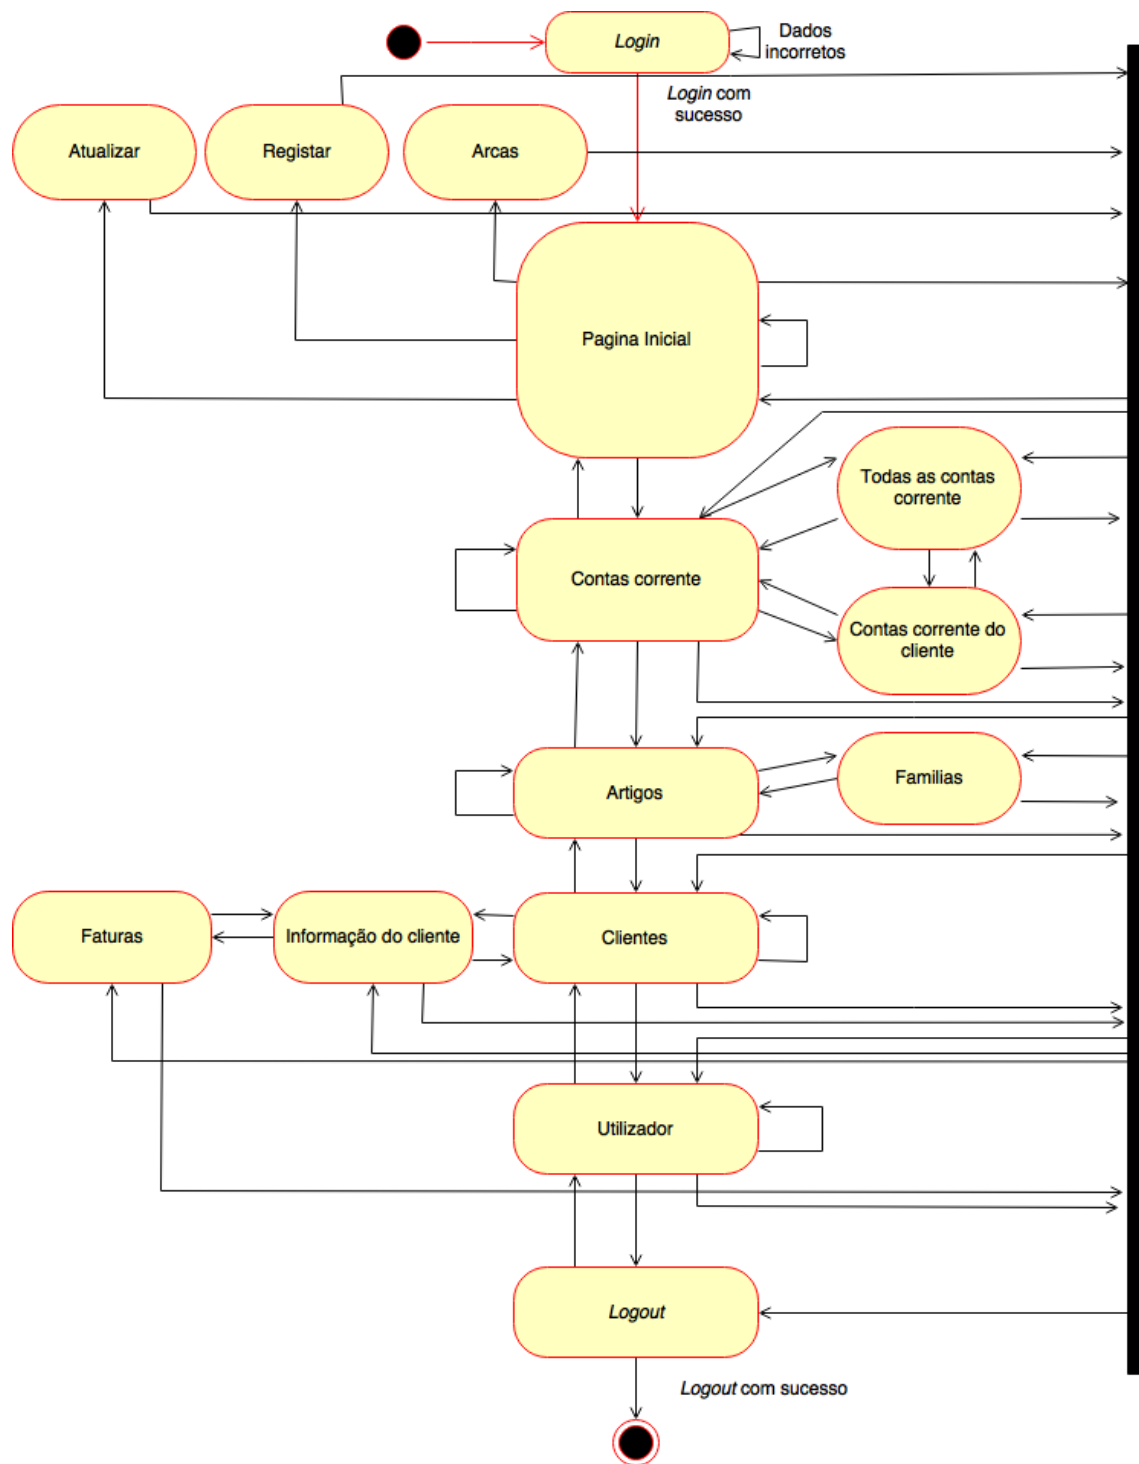 Login
Dados
incorretos
Login com
sucesso
Atualizar
Registar
Arcas
Pagina Inicial
Todas as contas
corrente
Contas corrente
Contas corrente do
cliente
Artigos
Familias
Faturas
Informação do cliente
Clientes
Utilizador
Logout
Logout com sucesso